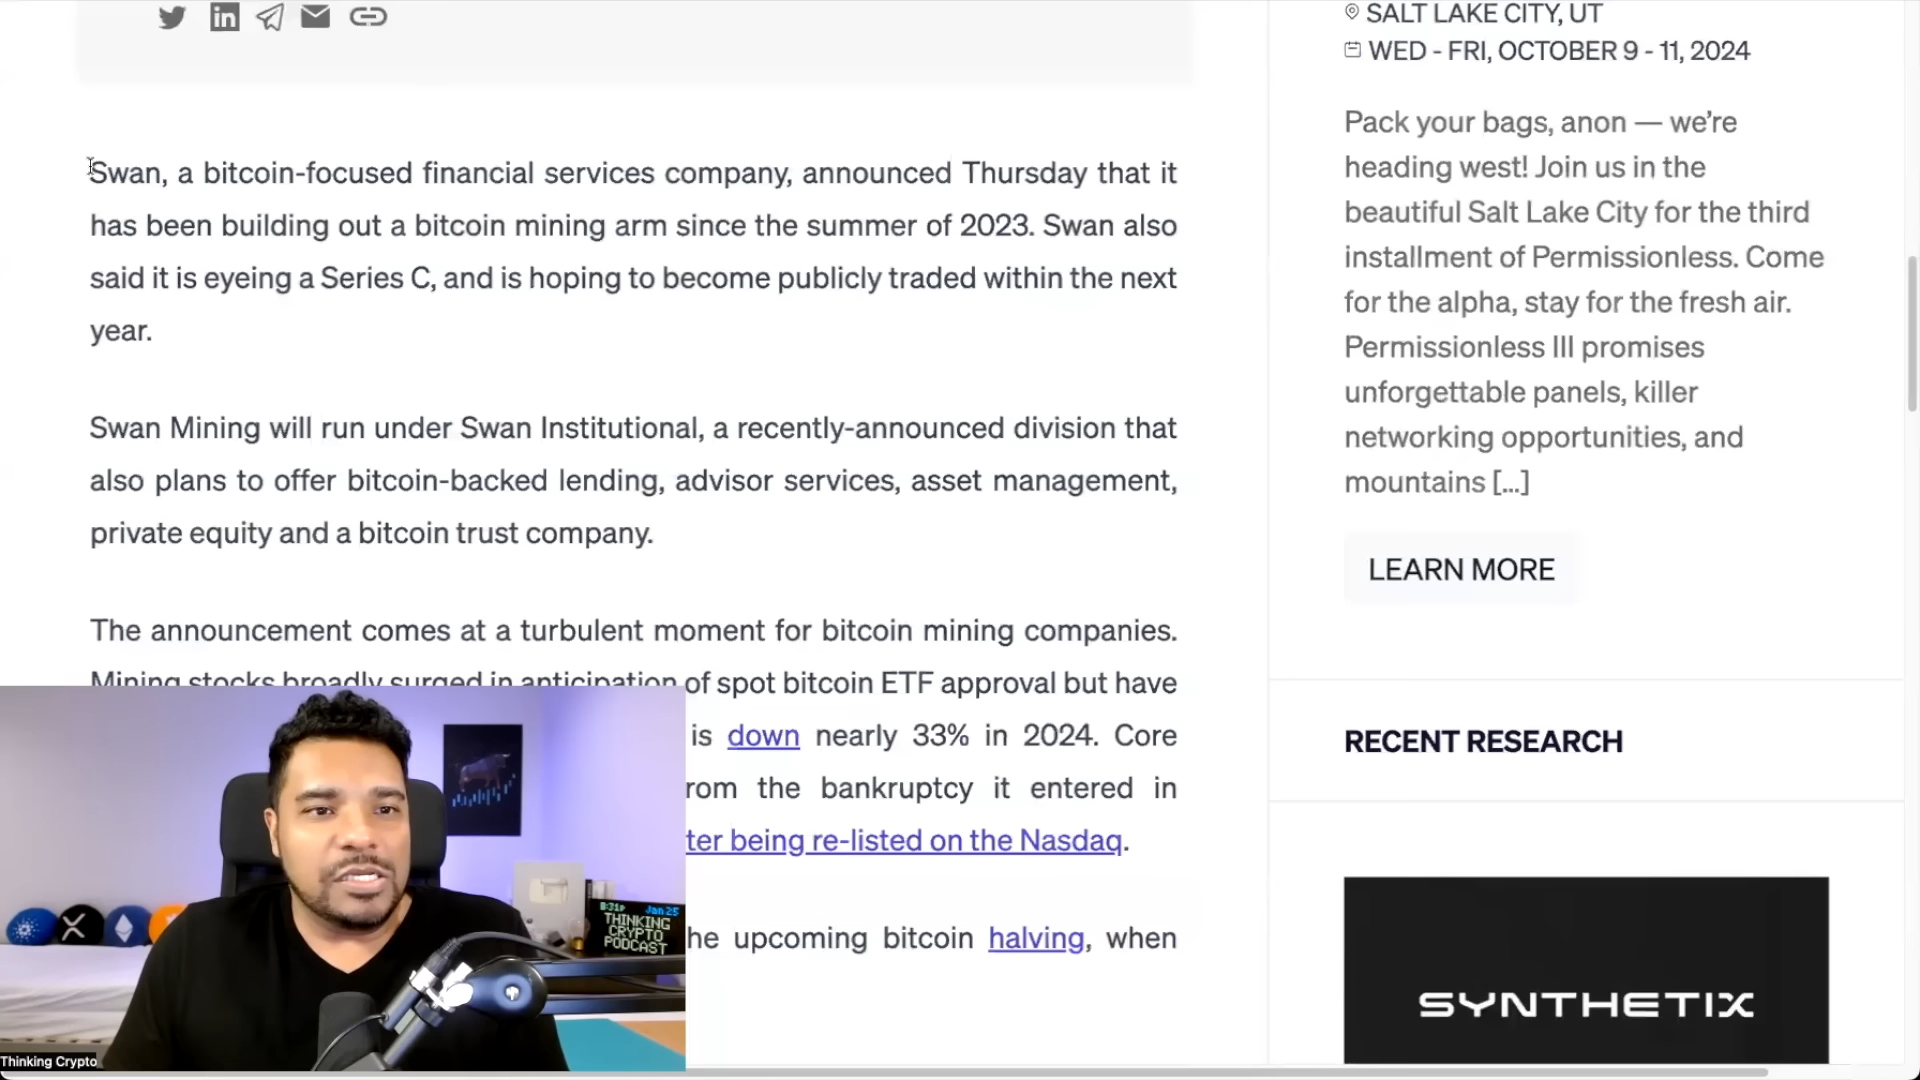 Swan, a bitcoin-focused financial services company, announced Thursday that it
has been building out a bitcoin mining arm since the summer of 2023. Swan also
said it is eyeing a Series C, and is hoping to become publicly traded within the next
year.
Swan Mining will run under Swan Institutional, a recently-announced division that
also plans to offer bitcoin-backed lending, advisor services, asset management,
private equity and a bitcoin trust company.
The announcement comes at a turbulent moment for bitcoin mining companies.
Mining stocks broadly surged in anticipation of spot bitcoin ETF approval but have
is down nearly 33% in 2024. Core
rom the bankruptcy it entered in
ter being re-listed on the Nasdaq.
he upcoming bitcoin halving, when
SALT LAKE CITY, UT
WED - FRI, OCTOBER 9 - 11, 2024
Pack your bags, anon — we’re
heading west! Join us in the
beautiful Salt Lake City for the third
installment of Permissionless. Come
for the alpha, stay for the fresh air.
Permissionless III promises
unforgettable panels, killer
networking opportunities, and
mountains [...]
LEARN MORE
RECENT RESEARCH
SYNTHETIX
8:31P Jan25
THINKING
CRYPTO
PODCAST
Thinking Crypto